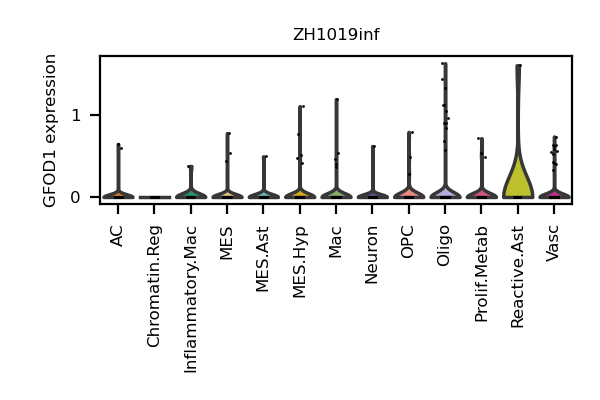 ZH1019inf
GFOD1 expression
1
0
AC
Chromatin.Reg
Inflammatory.Mac
MES
MES.Ast
MES.Hyp
Mac
Neuron
OPC
Oligo
Prolif.Metab
Reactive.Ast
Vasc